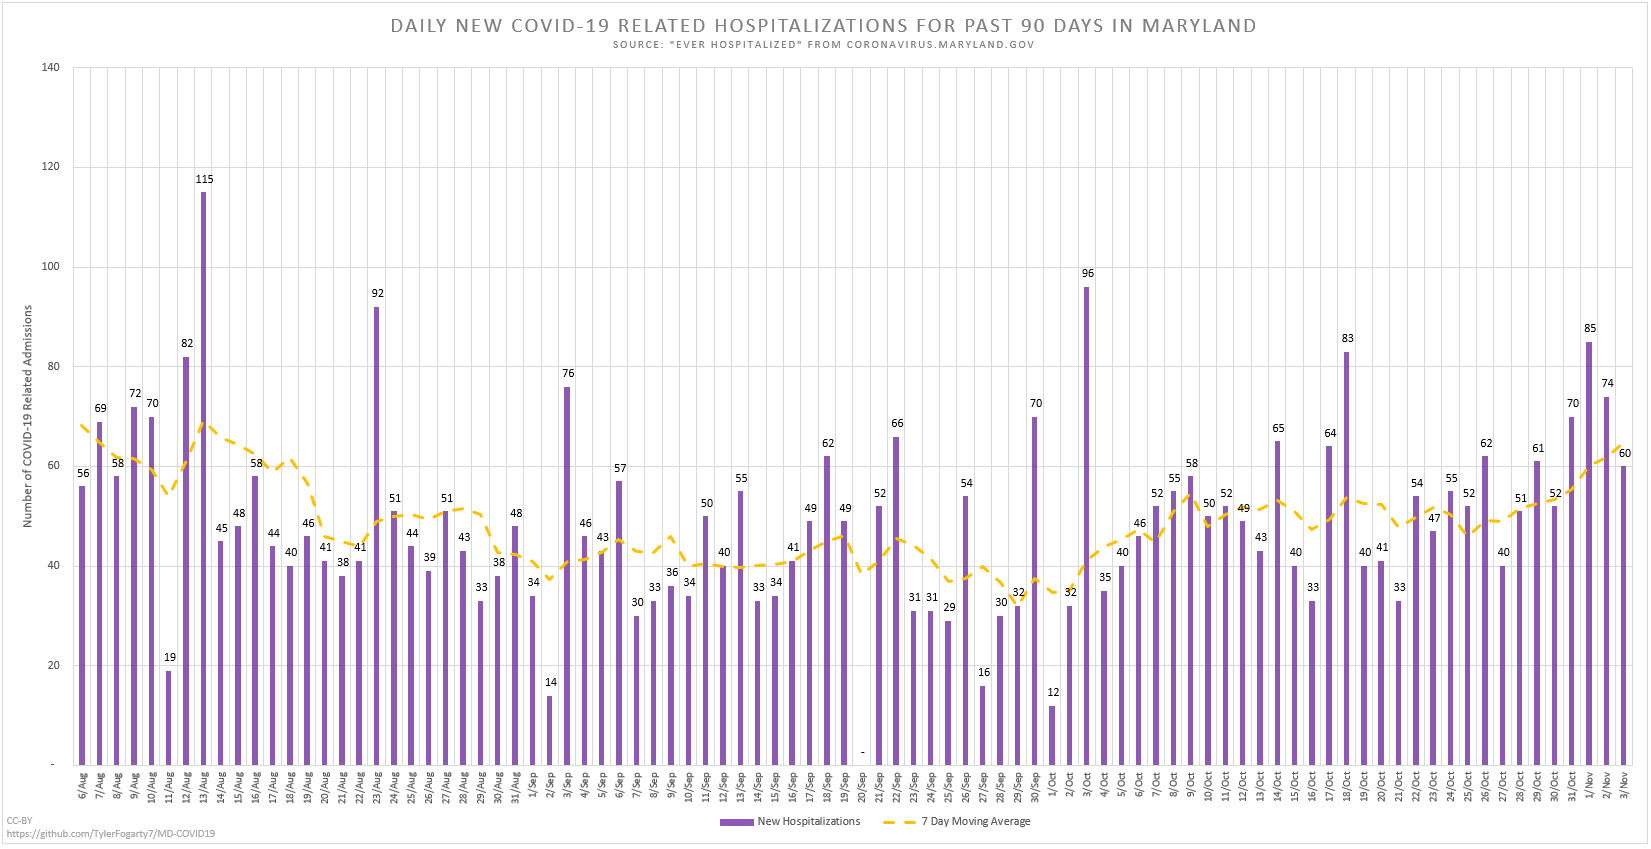 DAILY NEW COVID-19 RELATED HOSPITALIZATIONS FOR PAST 90 DAYS IN MARYLAND
SOURCE: "EVER HOSPITALIZED" FROM CORONAVIRUS.MARYLAND.GOV
Number of COVID-19 Related Admissions
140
120
100
80
60
40
20
-
56
69
58
72
70
19
82
115
45
48
58
44
40
46
41
38
41
92
51
44
39
51
43
33
38
48
34
14
76
46
43
57
30
33
36
34
50
40
55
33
34
41
49
62
49
-
52
66
31
31
29
54
16
30
32
70
12
32
96
35
40
46
52
55
58
50
52
49
43
65
40
33
64
83
40
41
33
54
47
55
52
62
40
51
61
52
70
85
74
60
6/Aug
7/Aug
8/Aug
9/Aug
10/Aug
11/Aug
12/Aug
13/Aug
14/Aug
15/Aug
16/Aug
17/Aug
18/Aug
19/Aug
20/Aug
21/Aug
22/Aug
23/Aug
24/Aug
25/Aug
26/Aug
27/Aug
28/Aug
29/Aug
30/Aug
31/Aug
1/Sep
2/Sep
3/Sep
4/Sep
5/Sep
6/Sep
7/Sep
8/Sep
9/Sep
10/Sep
11/Sep
12/Sep
13/Sep
14/Sep
15/Sep
16/Sep
17/Sep
18/Sep
19/Sep
20/Sep
21/Sep
22/Sep
23/Sep
24/Sep
25/Sep
26/Sep
27/Sep
28/Sep
29/Sep
30/Sep
1/Oct
2/Oct
3/Oct
4/Oct
5/Oct
6/Oct
7/Oct
8/Oct
9/Oct
10/Oct
11/Oct
12/Oct
13/Oct
14/Oct
15/Oct
16/Oct
17/Oct
18/Oct
19/Oct
20/Oct
21/Oct
22/Oct
23/Oct
24/Oct
25/Oct
26/Oct
27/Oct
28/Oct
29/Oct
30/Oct
31/Oct
1/Nov
2/Nov
3/Nov
New Hospitalizations
7 Day Moving Average
CC-BY
https://github.com/TylerFogarty7/MD-COVID19